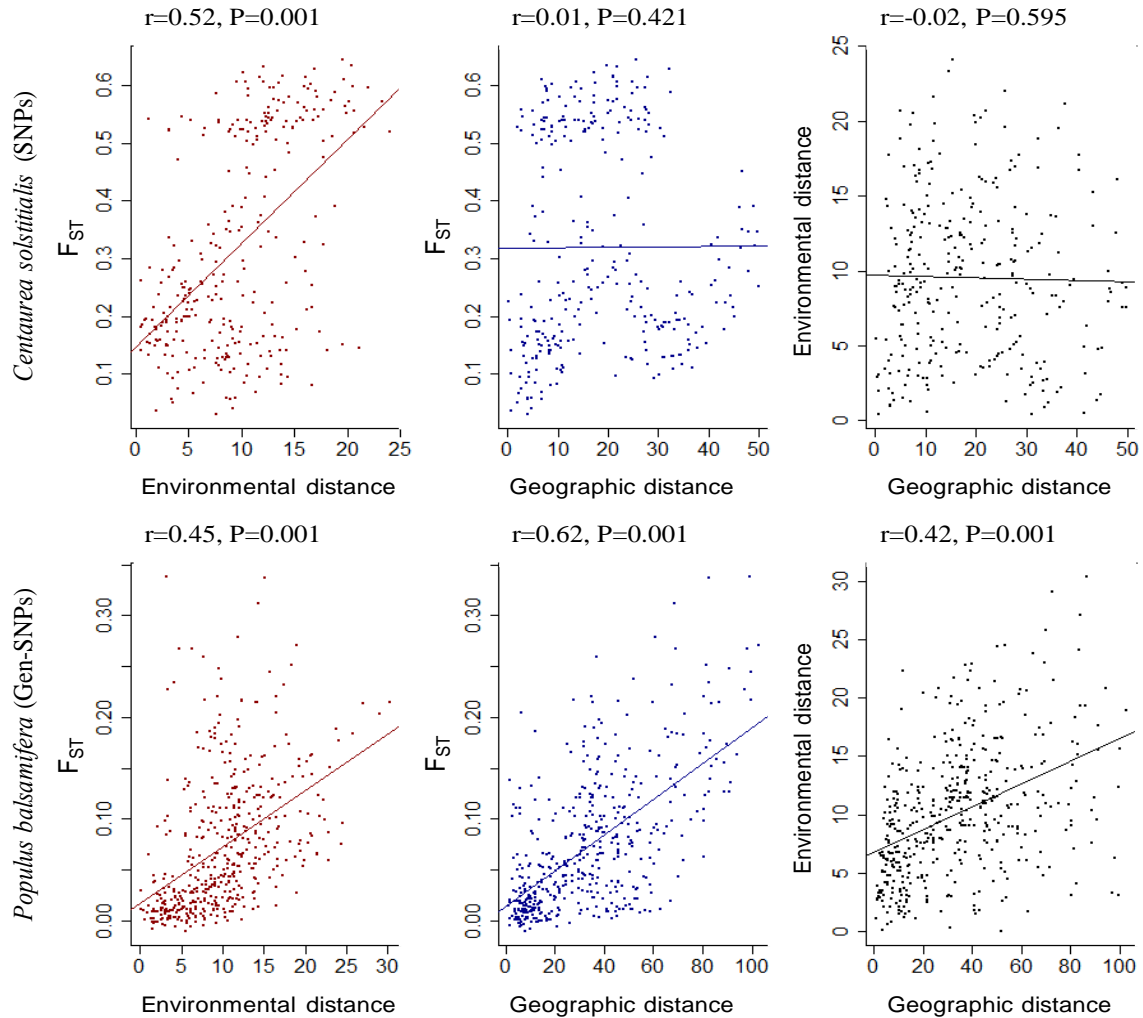 r=0.52, P=0.001
r=0.01, P=0.421
r=-0.02, P=0.595
Centaurea solstitialis (SNPs)
FST
0.1 0.2 0.3 0.4 0.5 0.6
0 5 10 15 20 25
Environmental distance
FST
0.1 0.2 0.3 0.4 0.5 0.6
0 10 20 30 40 50
Geographic distance
Environmental distance
0 5 10 15 20 25
0 10 20 30 40 50
Geographic distance
r=0.45, P=0.001
r=0.62, P=0.001
r=0.42, P=0.001
Populus balsamifera (Gen-SNPs)
FST
0.00 0.10 0.20 0.30
0 5 10 15 20 25 30
Environmental distance
FST
0.00 0.10 0.20 0.30
0 20 40 60 80 100
Geographic distance
Environmental distance
0 5 10 15 20 25 30
0 20 40 60 80 100
Geographic distance